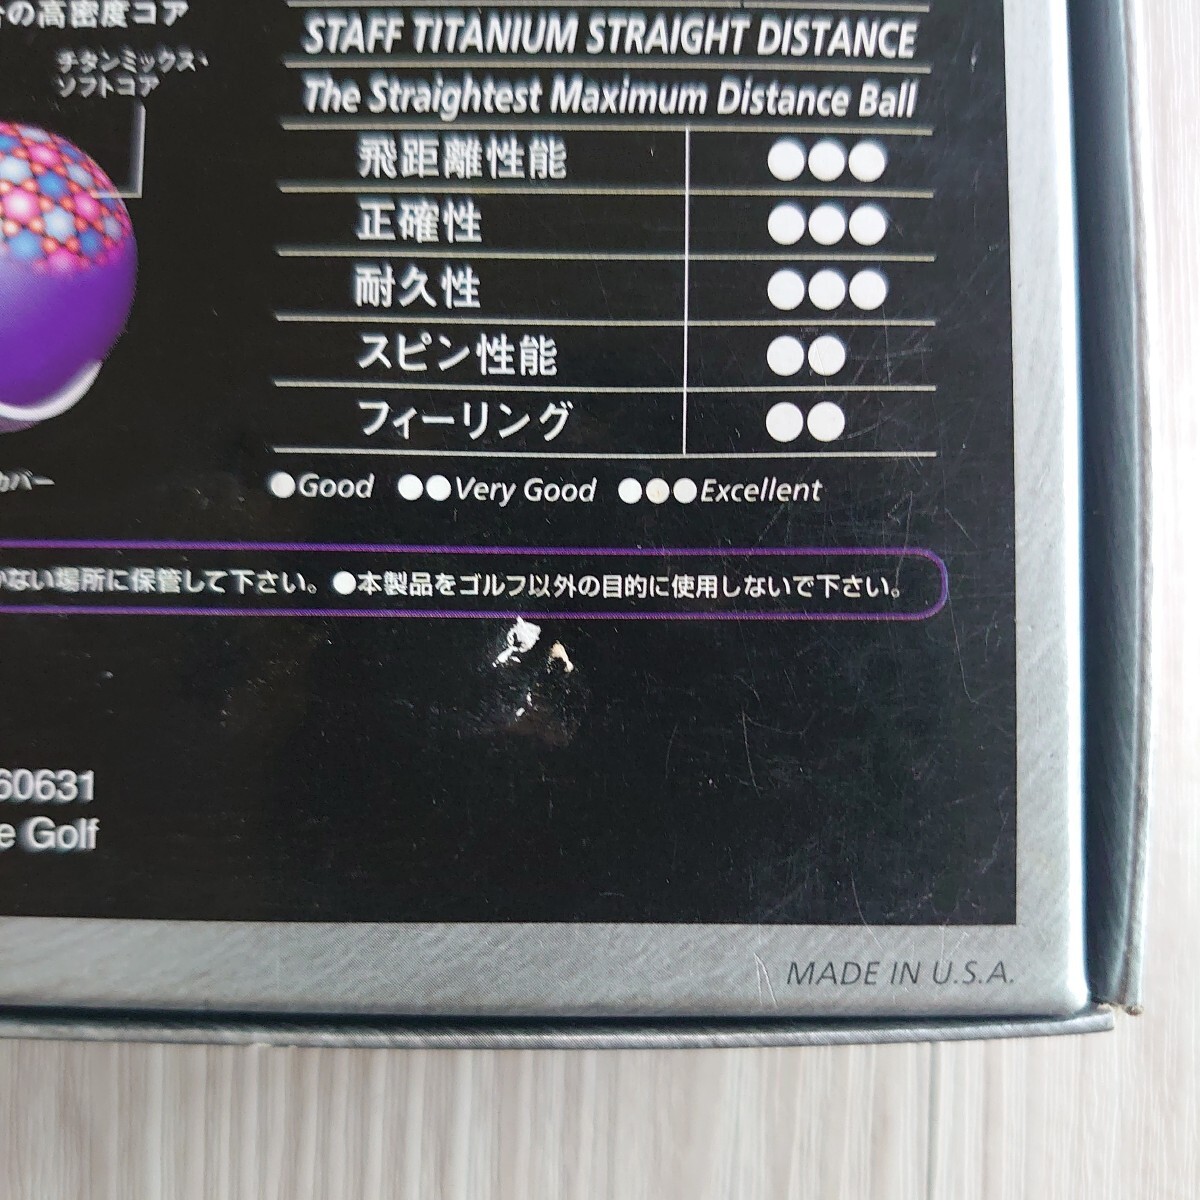 の高密度コア
チタンミックス・
ソフトコア
カバー
STAFF TITANIUM STRAIGHT DISTANCE
The Straightest Maximum Distance Ball
飛距離性能 ●●●
正確性 ●●●
耐久性 ●●●
スピン性能 ●●
フィーリング ●●
●Good ●●Very Good ●●●Excellent
ない場所に保管して下さい。●本製品をゴルフ以外の目的に使用しないで下さい。
60631
e Golf
MADE IN U.S.A.